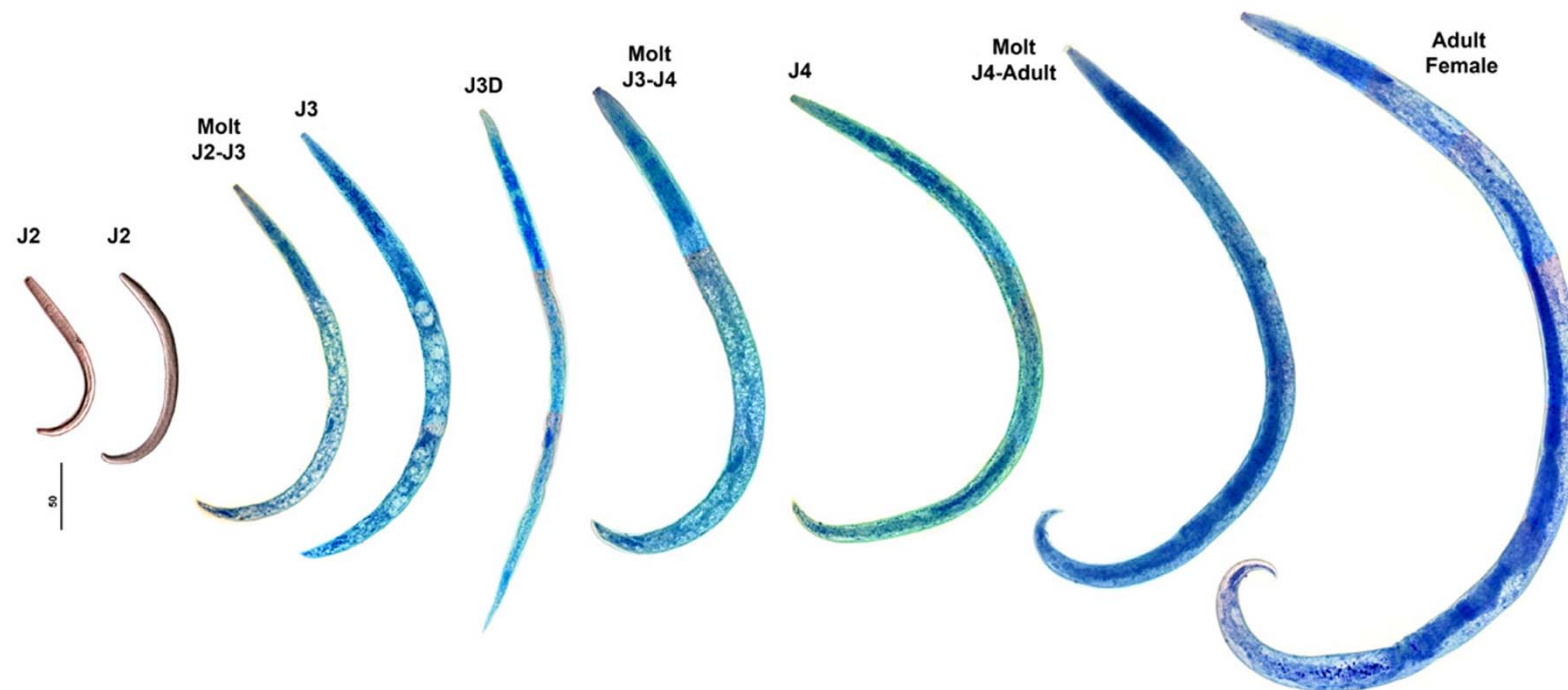 J2
J2
Molt
J2-J3
J3
J3D
Molt
J3-J4
J4
Molt
J4-Adult
Adult
Female
50